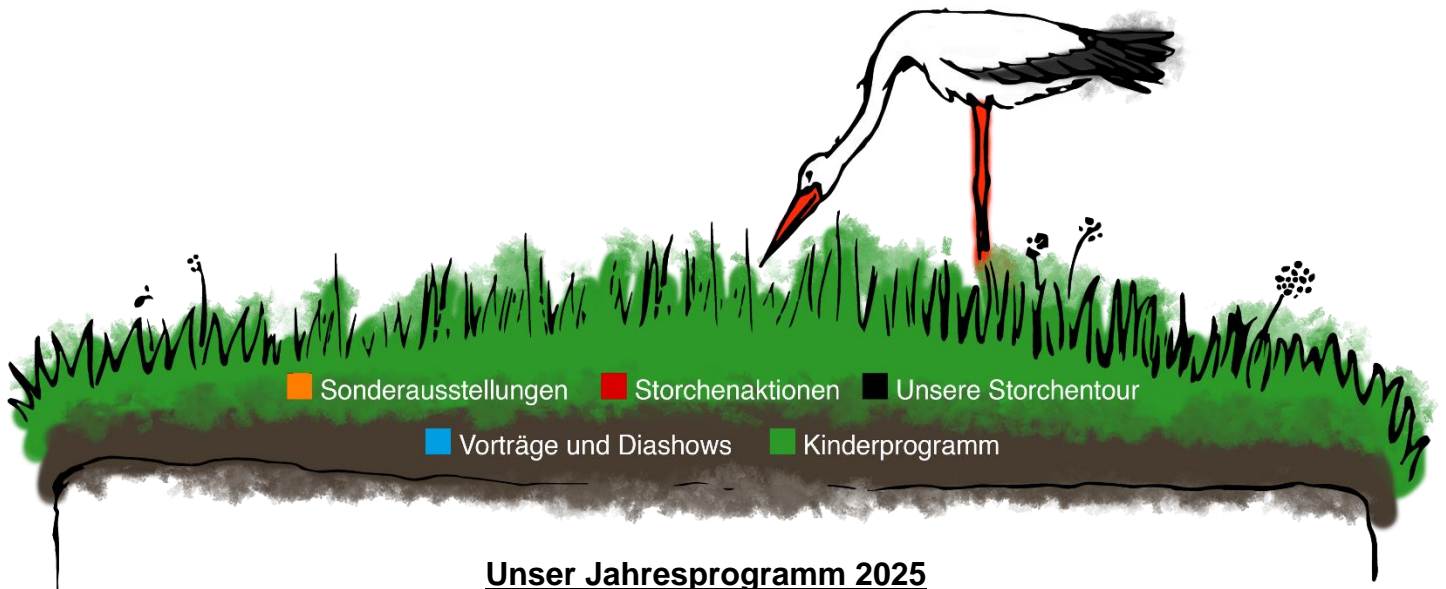 Sonderausstellungen Storchenaktionen Unsere Storchentour
Vorträge und Diashows Kinderprogramm
Unser Jahresprogramm 2025